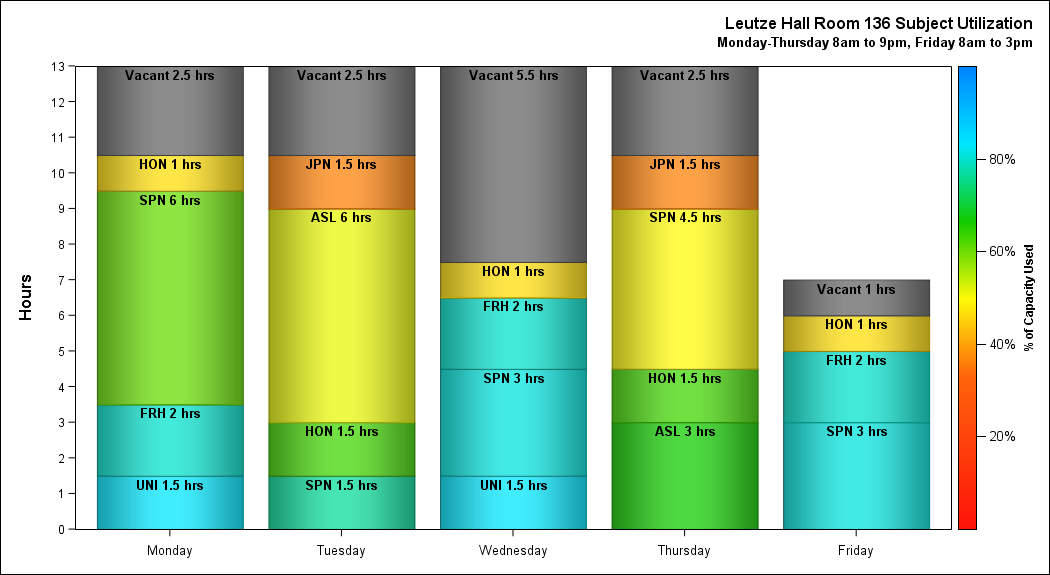 Leutze Hall Room 136 Subject Utilization
Monday-Thursday 8am to 9pm, Friday 8am to 3pm
Hours
13
12
11
10
9
8
7
6
5
4
3
2
1
0
Vacant 2.5 hrs
HON 1 hrs
SPN 6 hrs
FRH 2 hrs
UNI 1.5 hrs
Monday
Vacant 2.5 hrs
JPN 1.5 hrs
ASL 6 hrs
HON 1.5 hrs
SPN 1.5 hrs
Tuesday
Vacant 5.5 hrs
HON 1 hrs
FRH 2 hrs
SPN 3 hrs
UNI 1.5 hrs
Wednesday
Vacant 2.5 hrs
JPN 1.5 hrs
SPN 4.5 hrs
HON 1.5 hrs
ASL 3 hrs
Thursday
Vacant 1 hrs
HON 1 hrs
FRH 2 hrs
SPN 3 hrs
Friday
80%
60%
40%
20%
% of Capacity Used